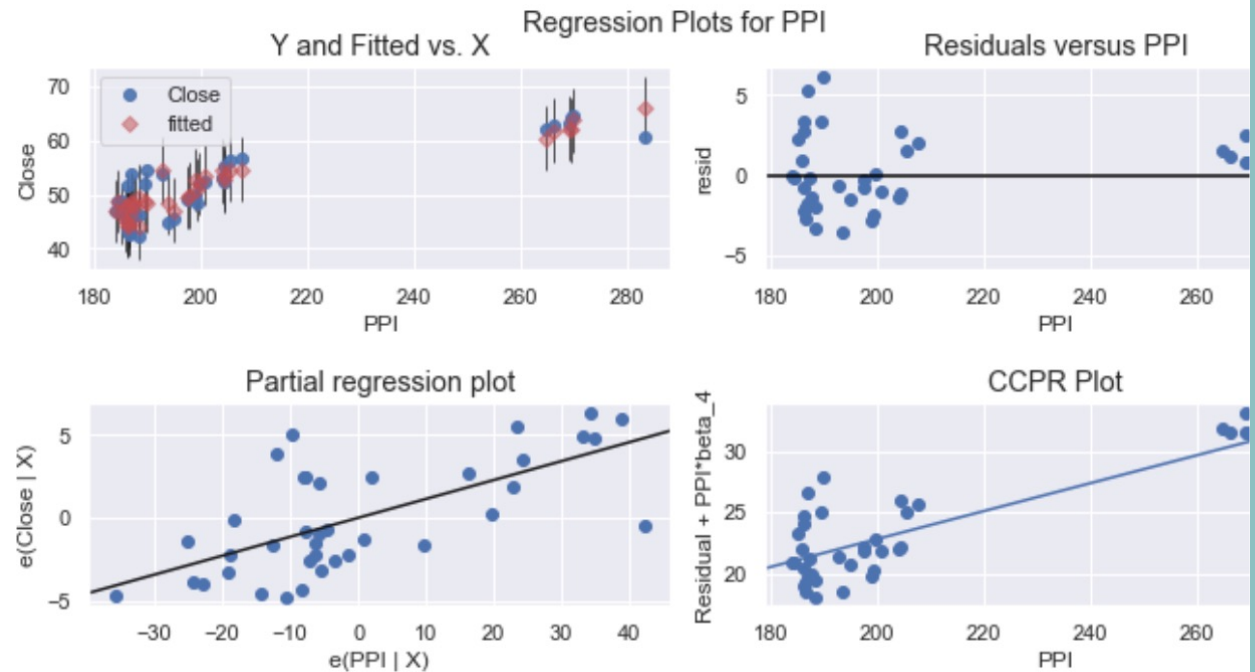 Regression Plots for PPI
Y and Fitted vs. X
Close
fitted
Close
70
60
50
40
180 200 220 240 260 280
PPI
Residuals versus PPI
resid
5
0
−5
180 200 220 240 260
PPI
Partial regression plot
e(Close | X)
5
0
−5
−30 −20 −10 0 10 20 30 40
e(PPI | X)
CCPR Plot
Residual + PPI*beta_4
30
25
20
180 200 220 240 260
PPI